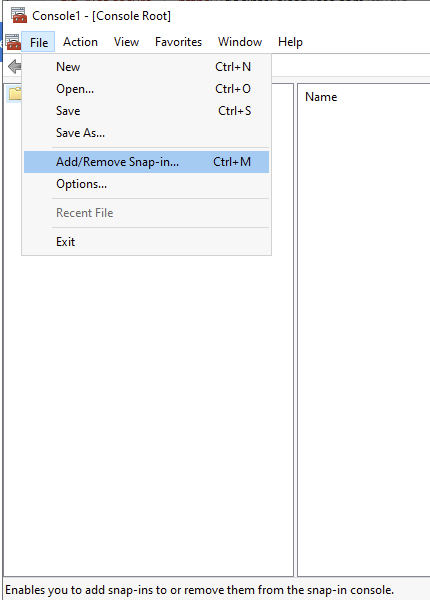 Console1 - [Console Root]
File Action View Favorites Window Help
New Ctrl+N
Open... Ctrl+O
Save Ctrl+S
Save As...
Name
Add/Remove Snap-in... Ctrl+M
Options...
Recent File
Exit
Enables you to add snap-ins to or remove them from the snap-in console.